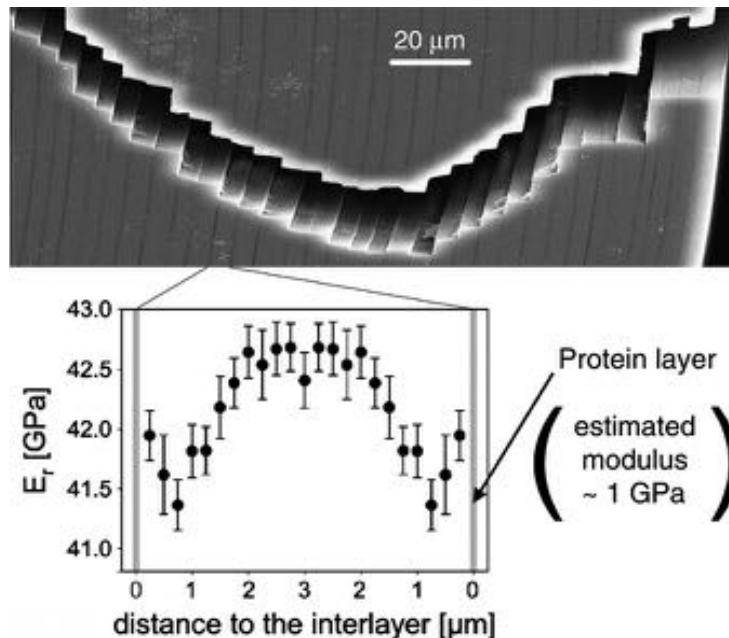 20 μm
43.0
42.5
42.0
41.5
41.0
E_r [GPa]
0 1 2 3 2 1 0
distance to the interlayer [μm]
Protein layer
(estimated
modulus
~ 1 GPa)